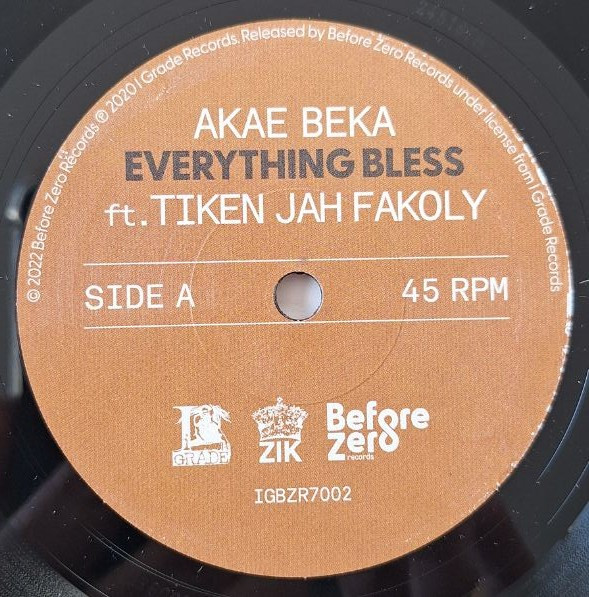 © 2022 Before Zero Records ℗ 2020 I Grade Records. Released by Before Zero Records under license from I Grade Records
AKAE BEKA
EVERYTHING BLESS
ft. TIKEN JAH FAKOLY
SIDE A
45 RPM
I
GRADE
ZIK
Before
Zero
records
IGBZR7002